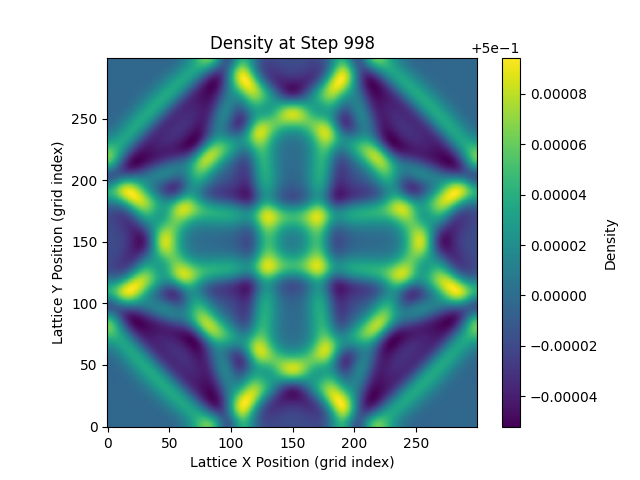 Density at Step 998
+5e−1
Lattice Y Position (grid index)
250
200
150
100
50
0
0 50 100 150 200 250
Lattice X Position (grid index)
0.00008
0.00006
0.00004
0.00002
0.00000
−0.00002
−0.00004
Density